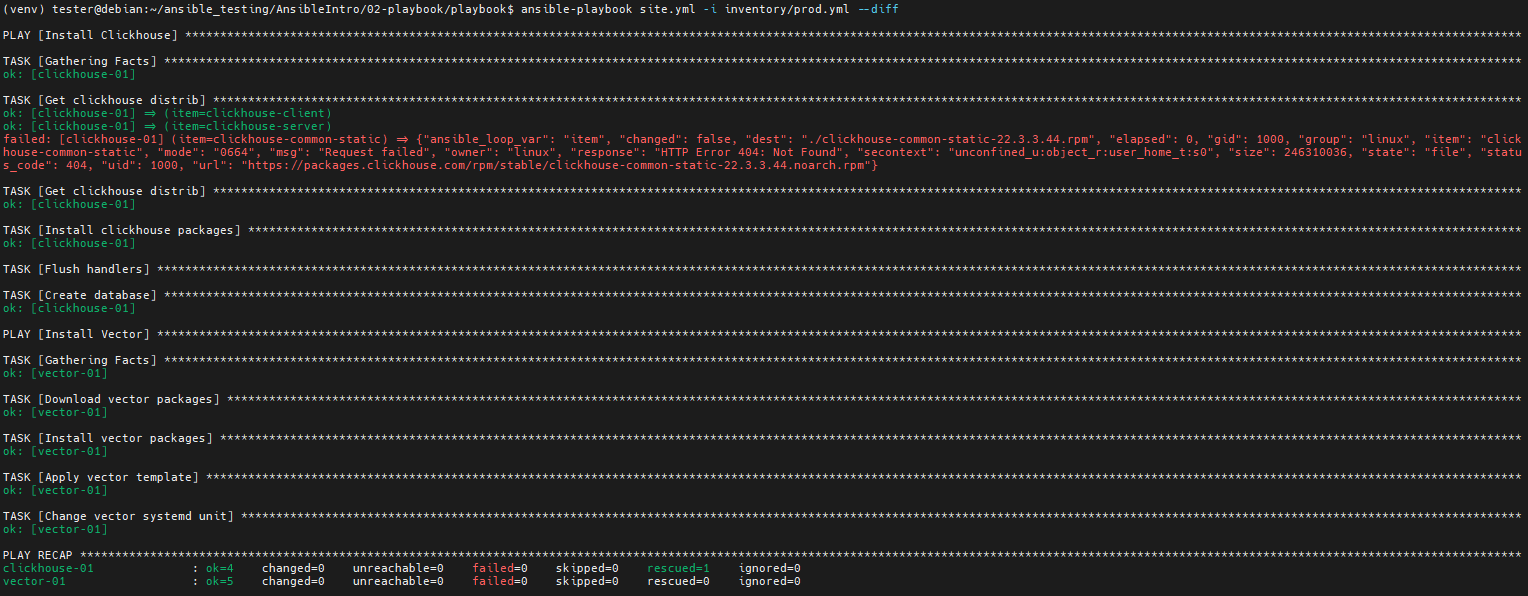 (venv) tester@debian:~/ansible_testing/AnsibleIntro/02-playbook/playbook$ ansible-playbook site.yml -i inventory/prod.yml --diff
PLAY [Install Clickhouse] ****************************************************************************************************
TASK [Gathering Facts] ****************************************************************************************************
ok: [clickhouse-01]
TASK [Get clickhouse distrib] ****************************************************************************************************
ok: [clickhouse-01] => (item=clickhouse-client)
ok: [clickhouse-01] => (item=clickhouse-server)
failed: [clickhouse-01] (item=clickhouse-common-static) => {"ansible_loop_var": "item", "changed": false, "dest": "./clickhouse-common-static-22.3.3.44.rpm", "elapsed": 0, "gid": 1000, "group": "linux", "item": "click
house-common-static", "mode": "0664", "msg": "Request failed", "owner": "linux", "response": "HTTP Error 404: Not Found", "secontext": "unconfined_u:object_r:user_home_t:s0", "size": 246310036, "state": "file", "statu
s_code": 404, "uid": 1000, "url": "https://packages.clickhouse.com/rpm/stable/clickhouse-common-static-22.3.3.44.noarch.rpm"}
TASK [Get clickhouse distrib] ****************************************************************************************************
ok: [clickhouse-01]
TASK [Install clickhouse packages] ****************************************************************************************************
ok: [clickhouse-01]
TASK [Flush handlers] ****************************************************************************************************
TASK [Create database] ****************************************************************************************************
ok: [clickhouse-01]
PLAY [Install Vector] ****************************************************************************************************
TASK [Gathering Facts] ****************************************************************************************************
ok: [vector-01]
TASK [Download vector packages] ****************************************************************************************************
ok: [vector-01]
TASK [Install vector packages] ****************************************************************************************************
ok: [vector-01]
TASK [Apply vector template] ****************************************************************************************************
ok: [vector-01]
TASK [Change vector systemd unit] ****************************************************************************************************
ok: [vector-01]
PLAY RECAP ****************************************************************************************************
clickhouse-01 : ok=4 changed=0 unreachable=0 failed=0 skipped=0 rescued=1 ignored=0
vector-01 : ok=5 changed=0 unreachable=0 failed=0 skipped=0 rescued=0 ignored=0